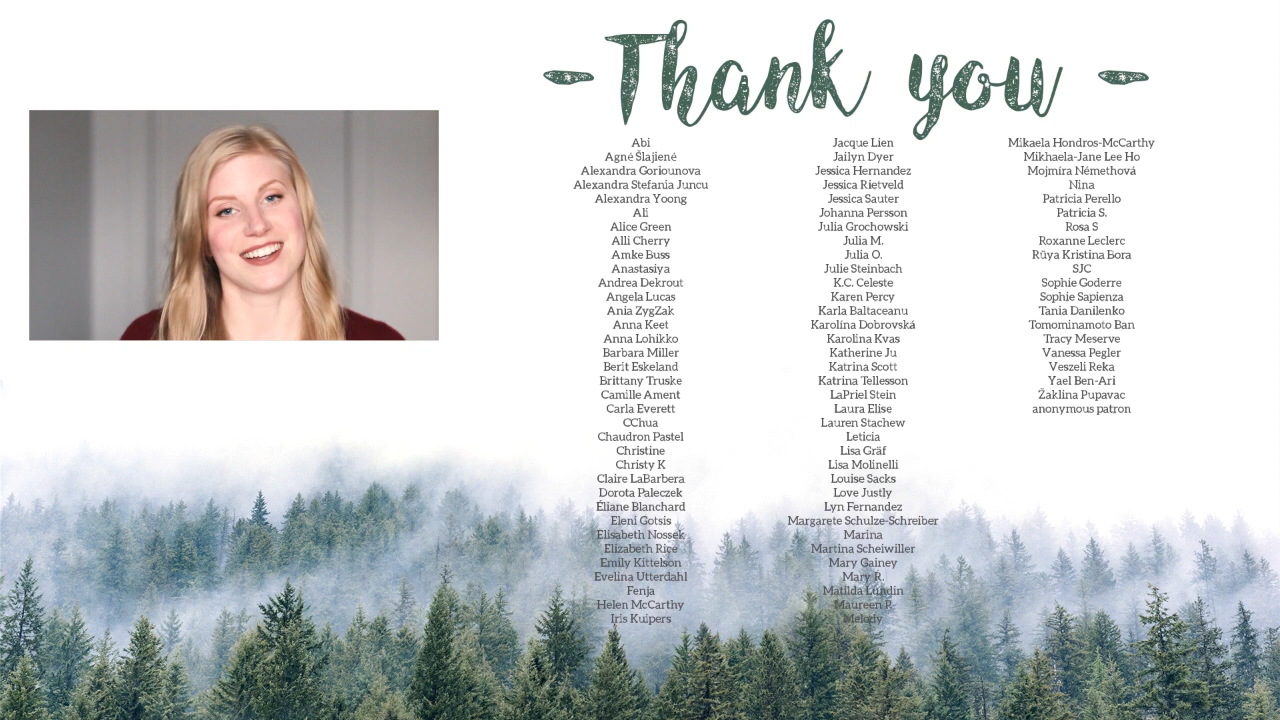 - Thank you -
Abi
Agnė Šlajienė
Alexandra Goriounova
Alexandra Stefania Juncu
Alexandra Yoong
Ali
Alice Green
Alli Cherry
Amke Buss
Anastasiya
Andrea Dekrout
Angela Lucas
Ania ZygZak
Anna Keet
Anna Lohikko
Barbara Miller
Berit Eskeland
Brittany Truske
Camille Ament
Carla Everett
CChua
Chaudron Pastel
Christine
Christy K
Claire LaBarbera
Dorota Paleczek
Éliane Blanchard
Eleni Gotsis
Elisabeth Nossek
Elizabeth Rice
Emily Kittelson
Evelina Utterdahl
Fenja
Helen McCarthy
Iris Kuipers
Jacque Lien
Jailyn Dyer
Jessica Hernandez
Jessica Rietveld
Jessica Sauter
Johanna Persson
Julia Grochowski
Julia M.
Julia O.
Julie Steinbach
K.C. Celeste
Karen Percy
Karla Baltaceanu
Karolína Dobrovská
Karolina Kvas
Katherine Ju
Katrina Scott
Katrina Tellesson
LaPriel Stein
Laura Elise
Lauren Stachew
Leticia
Lisa Gräf
Lisa Molinelli
Louise Sacks
Love Justly
Lyn Fernandez
Margarete Schulze-Schreiber
Marina
Martina Scheiwiller
Mary Gainey
Mary R.
Matilda Lundin
Maureen P.
Melody
Mikaela Hondros-McCarthy
Mikhaela-Jane Lee Ho
Mojmíra Némethová
Nina
Patricia Perello
Patricia S.
Rosa S
Roxanne Leclerc
Rüya Kristina Bora
SJC
Sophie Goderre
Sophie Sapienza
Tania Danilenko
Tomominamoto Ban
Tracy Meserve
Vanessa Pegler
Veszeli Reka
Yael Ben-Ari
Žaklina Pupavac
anonymous patron